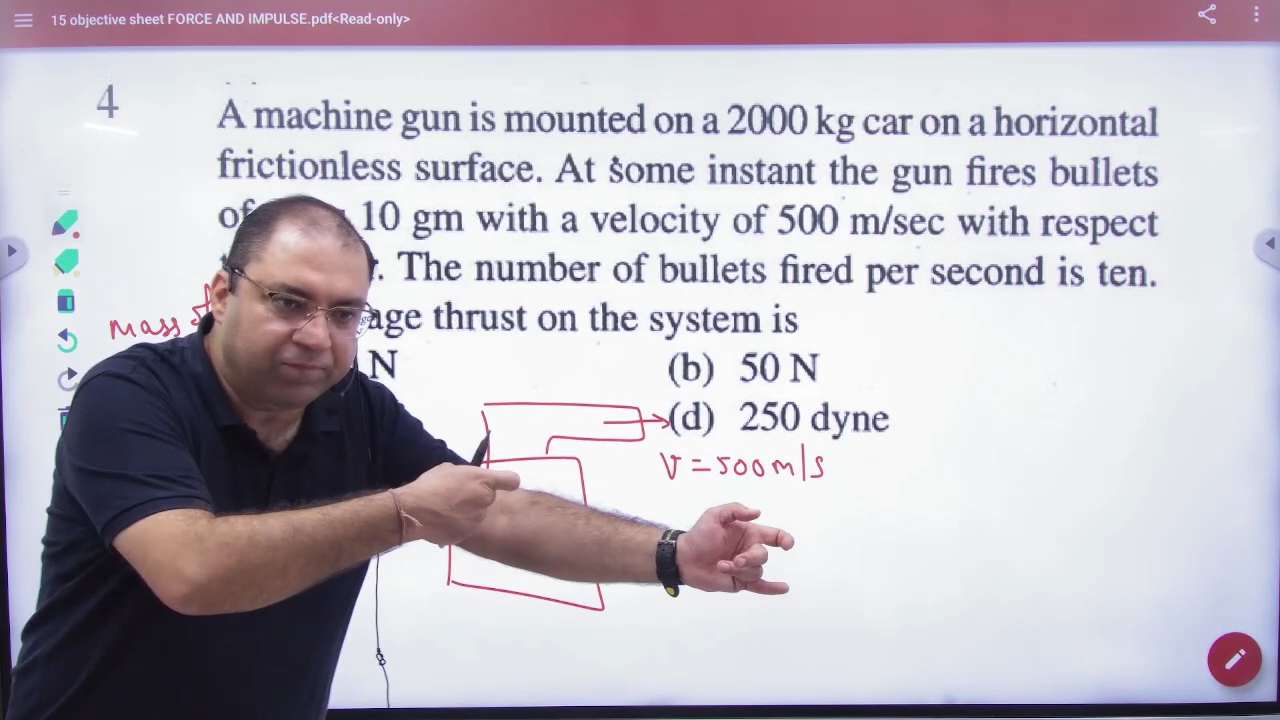 15 objective sheet FORCE AND IMPULSE.pdf<Read-only>
4
A machine gun is mounted on a 2000 kg car on a horizontal
frictionless surface. At some instant the gun fires bullets
of 10 gm with a velocity of 500 m/sec with respect
The number of bullets fired per second is ten.
thrust on the system is
mass
N
(b) 50 N
(d) 250 dyne
V = 500 m/s